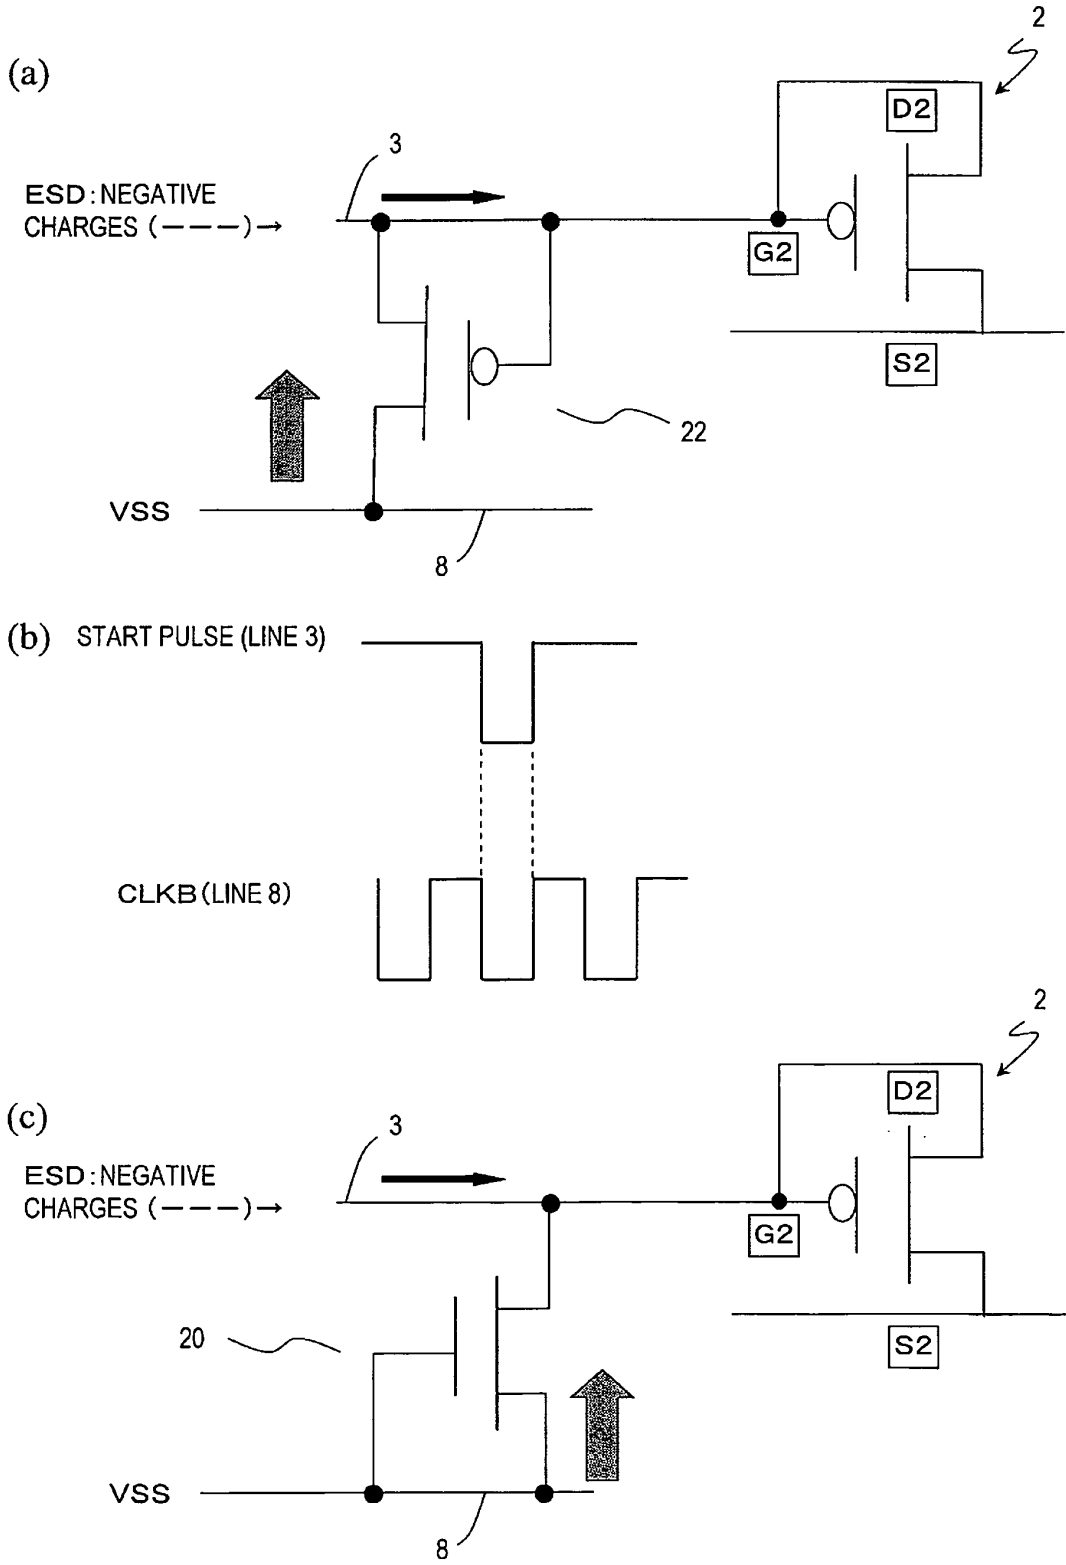 2
(a)
D2
3
ESD : NEGATIVE
CHARGES (－－－)→
G2
S2
22
VSS
8
(b) START PULSE (LINE 3)
CLKB (LINE 8)
2
(c)
D2
3
ESD : NEGATIVE
CHARGES (－－－)→
G2
20
S2
VSS
8